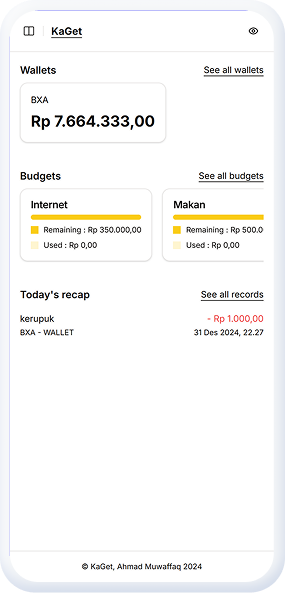 KaGet
Wallets See all wallets
BXA
Rp 7.664.333,00
Budgets See all budgets
Internet
Remaining : Rp 350.000,00
Used : Rp 0,00
Makan
Remaining : Rp 500.0
Used : Rp 0,00
Today's recap See all records
kerupuk - Rp 1.000,00
BXA - WALLET 31 Des 2024, 22.27
© KaGet, Ahmad Muwaffaq 2024